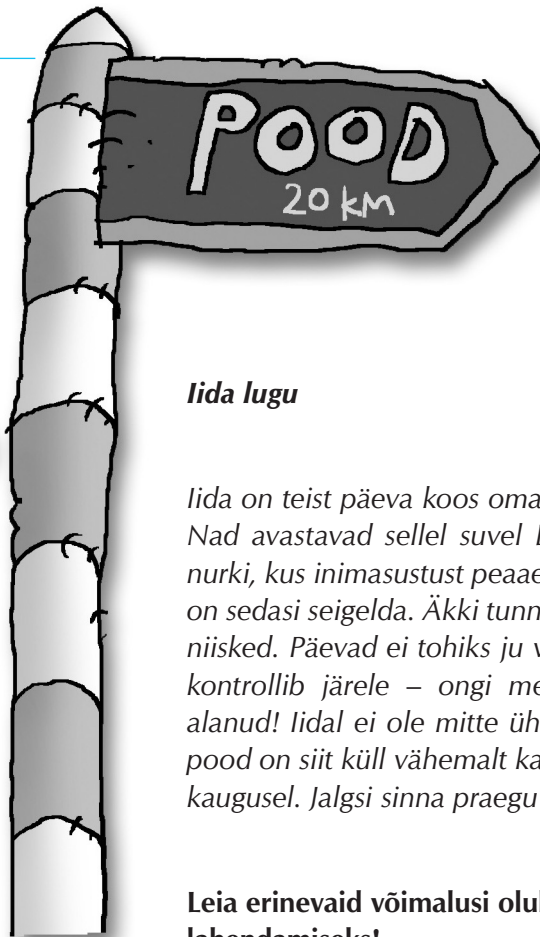 POOD
20 KM
Iida lugu
Iida on teist päeva koos oma
Nad avastavad sellel suvel
nurki, kus inimasustust peaae
on sedasi seigelda. Äkki tunn
niisked. Päevad ei tohiks ju v
kontrollib järele – ongi me
alanud! Iidal ei ole mitte üh
pood on siit küll vähemalt ka
kaugusel. Jalgsi sinna praegu
Leia erinevaid võimalusi olu
lahendamiseks!